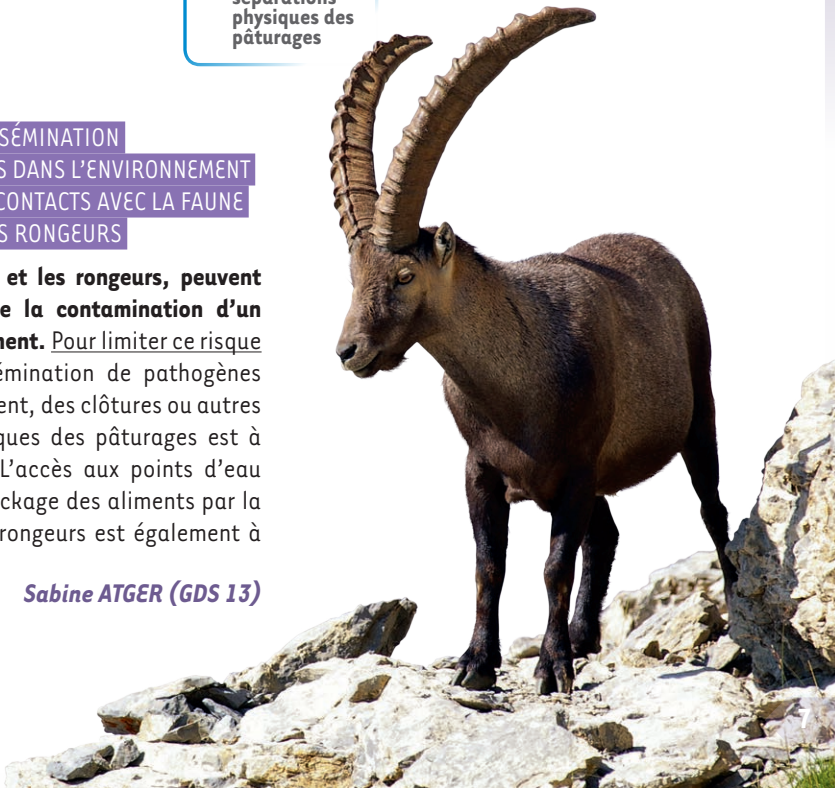 séparations
physiques des
pâturages
SÉMINATION
S DANS L'ENVIRONNEMENT
CONTACTS AVEC LA FAUNE
S RONGEURS
et les rongeurs, peuvent
e la contamination d'un
ent. Pour limiter ce risque
émination de pathogènes
ent, des clôtures ou autres
ques des pâturages est à
L'accès aux points d'eau
ckage des aliments par la
rongeurs est également à
Sabine ATGER (GDS 13)
7